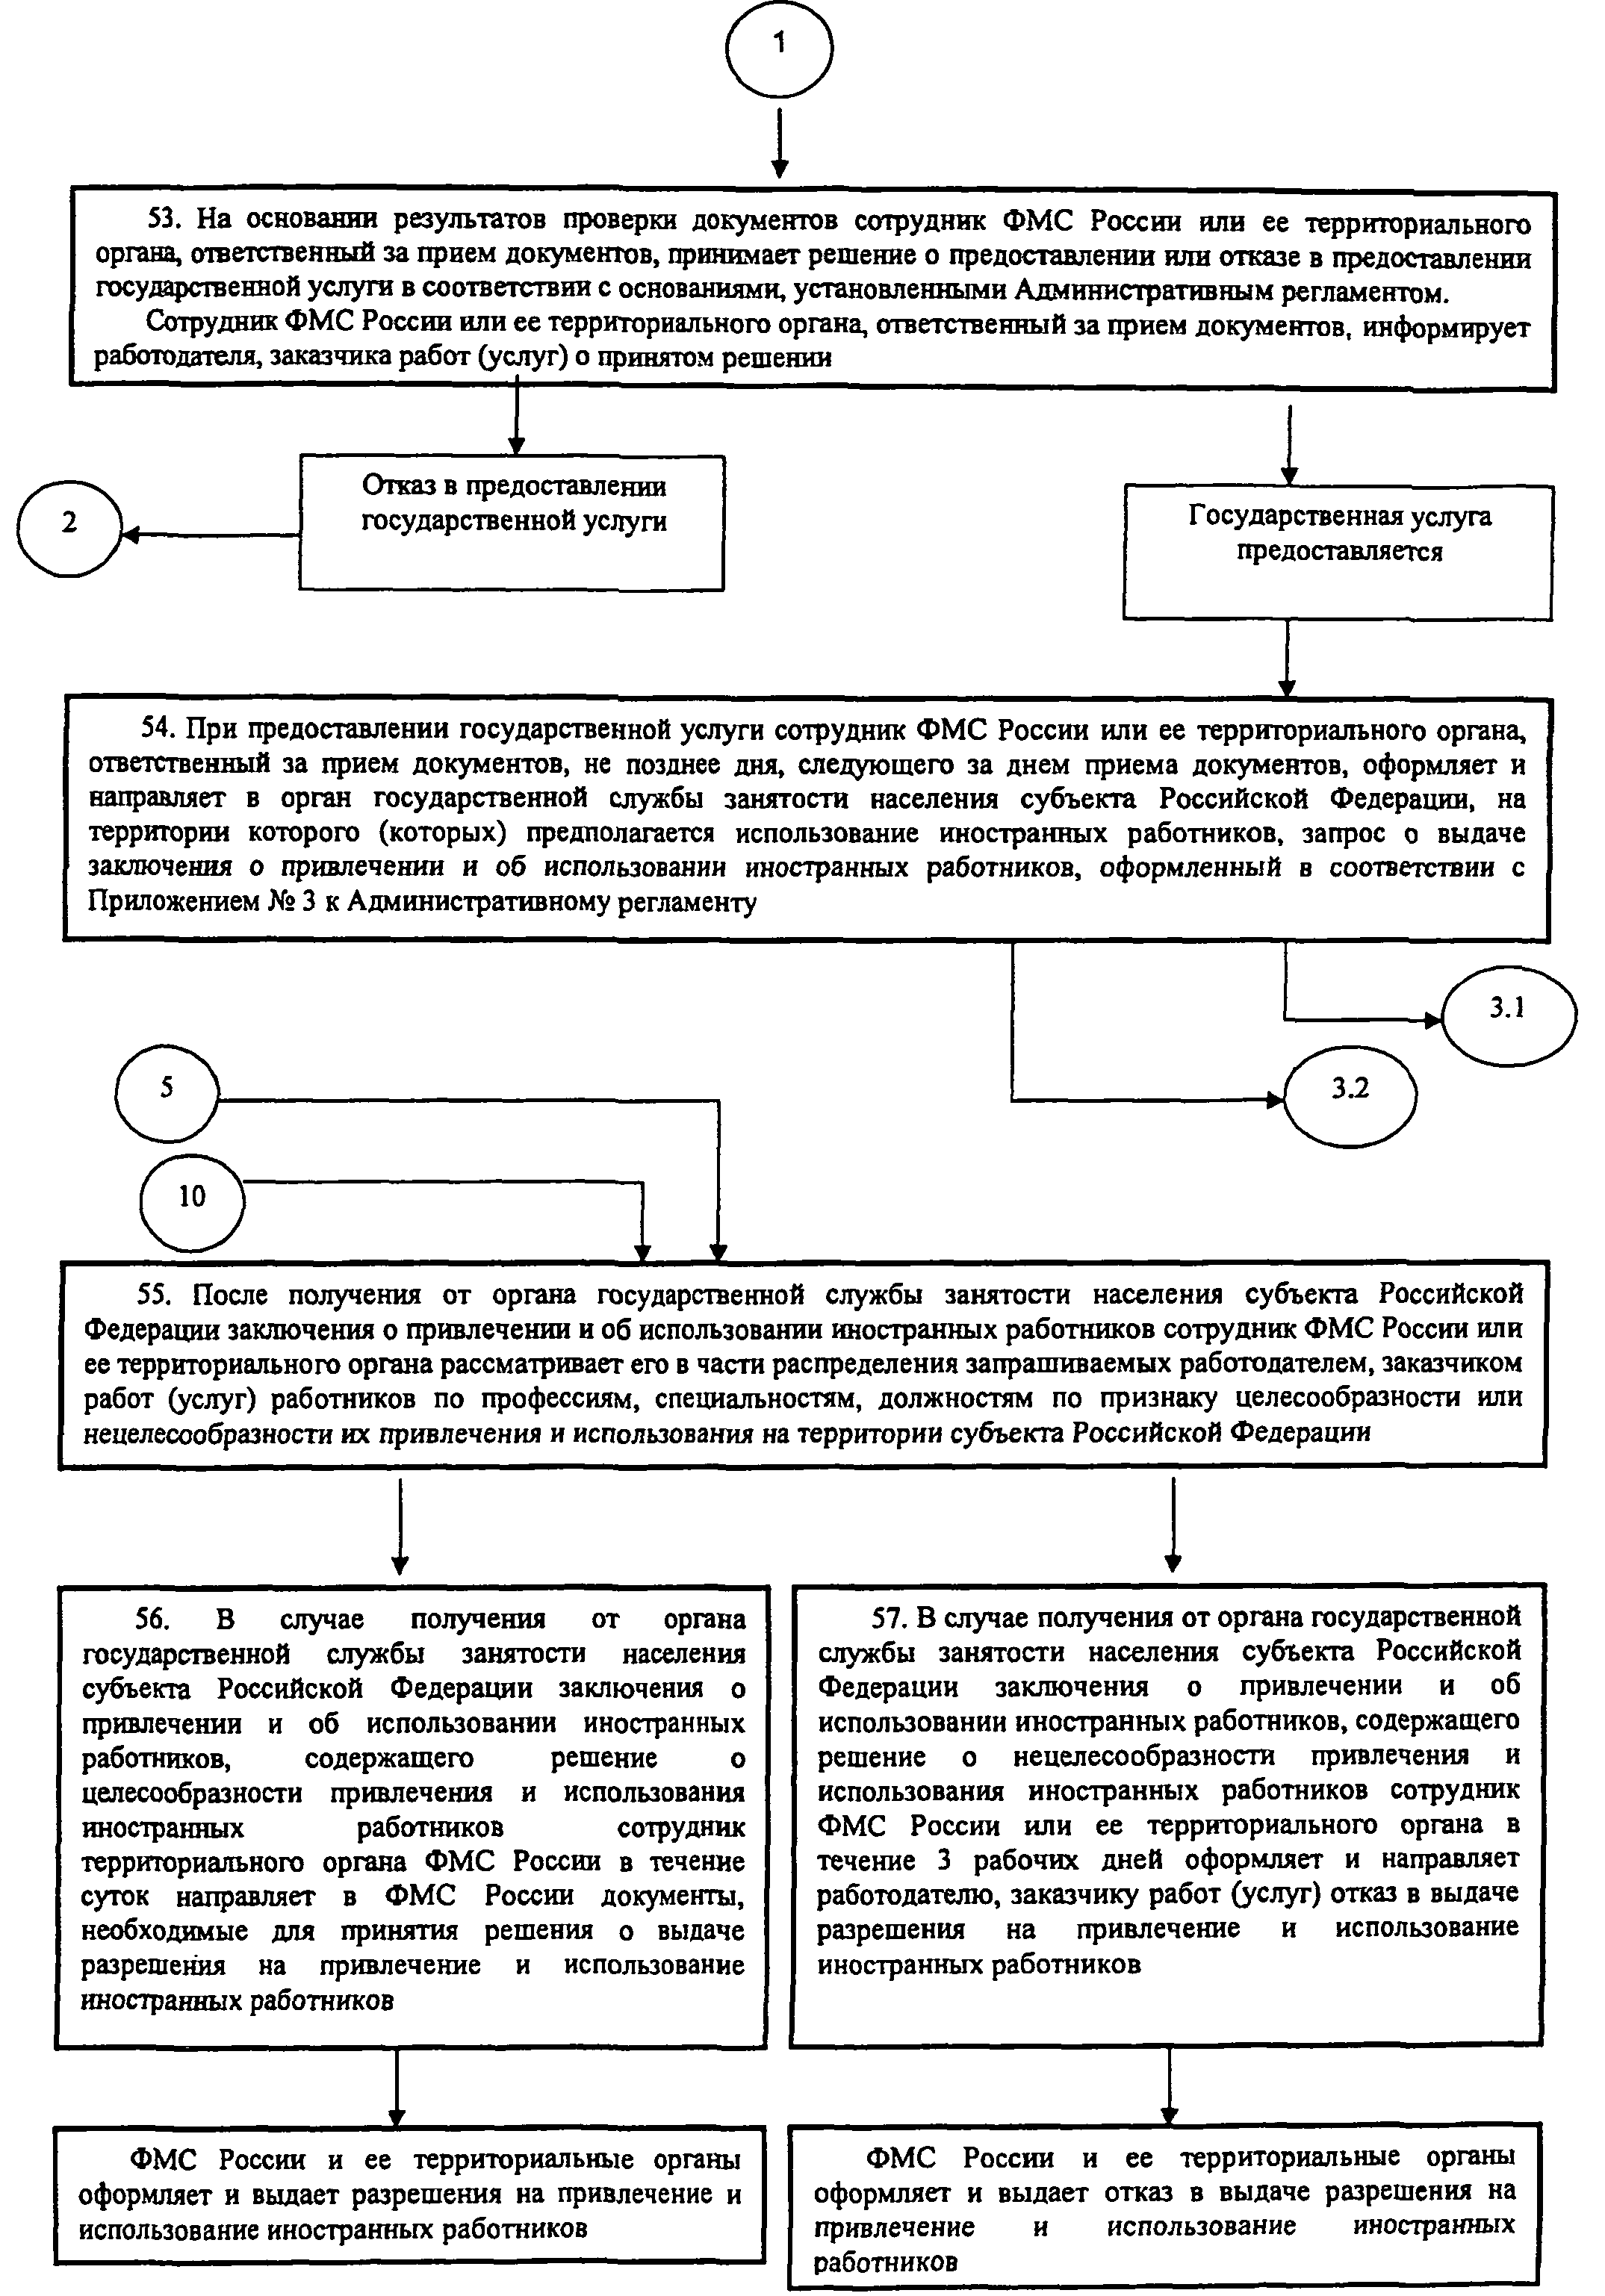 1
53. На основании результатов проверки документов сотрудник ФМС России или ее территориального
органа, ответственный за прием документов, принимает решение о предоставлении или отказе в предоставлении
государственной услуги в соответствии с основаниями, установленными Административным регламентом.
Сотрудник ФМС России или ее территориального органа, ответственный за прием документов, информирует
работодателя, заказчика работ (услуг) о принятом решении
Отказ в предоставлении
государственной услуги
2
Государственная услуга
предоставляется
54. При предоставлении государственной услуги сотрудник ФМС России или ее территориального органа,
ответственный за прием документов, не позднее дня, следующего за днем приема документов, оформляет и
направляет в орган государственной службы занятости населения субъекта Российской Федерации, на
территории которого (которых) предполагается использование иностранных работников, запрос о выдаче
заключения о привлечении и об использовании иностранных работников, оформленный в соответствии с
Приложением № 3 к Административному регламенту
3.1
3.2
5
10
55. После получения от органа государственной службы занятости населения субъекта Российской
Федерации заключения о привлечении и об использовании иностранных работников сотрудник ФМС России или
ее территориального органа рассматривает его в части распределения запрашиваемых работодателем, заказчиком
работ (услуг) работников по профессиям, специальностям, должностям по признаку целесообразности или
нецелесообразности их привлечения и использования на территории субъекта Российской Федерации
56. В случае получения от органа
государственной службы занятости населения
субъекта Российской Федерации заключения о
привлечении и об использовании иностранных
работников, содержащего решение о
целесообразности привлечения и использования
иностранных работников сотрудник
территориального органа ФМС России в течение
суток направляет в ФМС России документы,
необходимые для принятия решения о выдаче
разрешения на привлечение и использование
иностранных работников
57. В случае получения от органа государственной
службы занятости населения субъекта Российской
Федерации заключения о привлечении и об
использовании иностранных работников, содержащего
решение о нецелесообразности привлечения и
использования иностранных работников сотрудник
ФМС России или ее территориального органа в
течение 3 рабочих дней оформляет и направляет
работодателю, заказчику работ (услуг) отказ в выдаче
разрешения на привлечение и использование
иностранных работников
ФМС России и ее территориальные органы
оформляет и выдает разрешения на привлечение и
использование иностранных работников
ФМС России и ее территориальные органы
оформляет и выдает отказ в выдаче разрешения на
привлечение и использование иностранных
работников